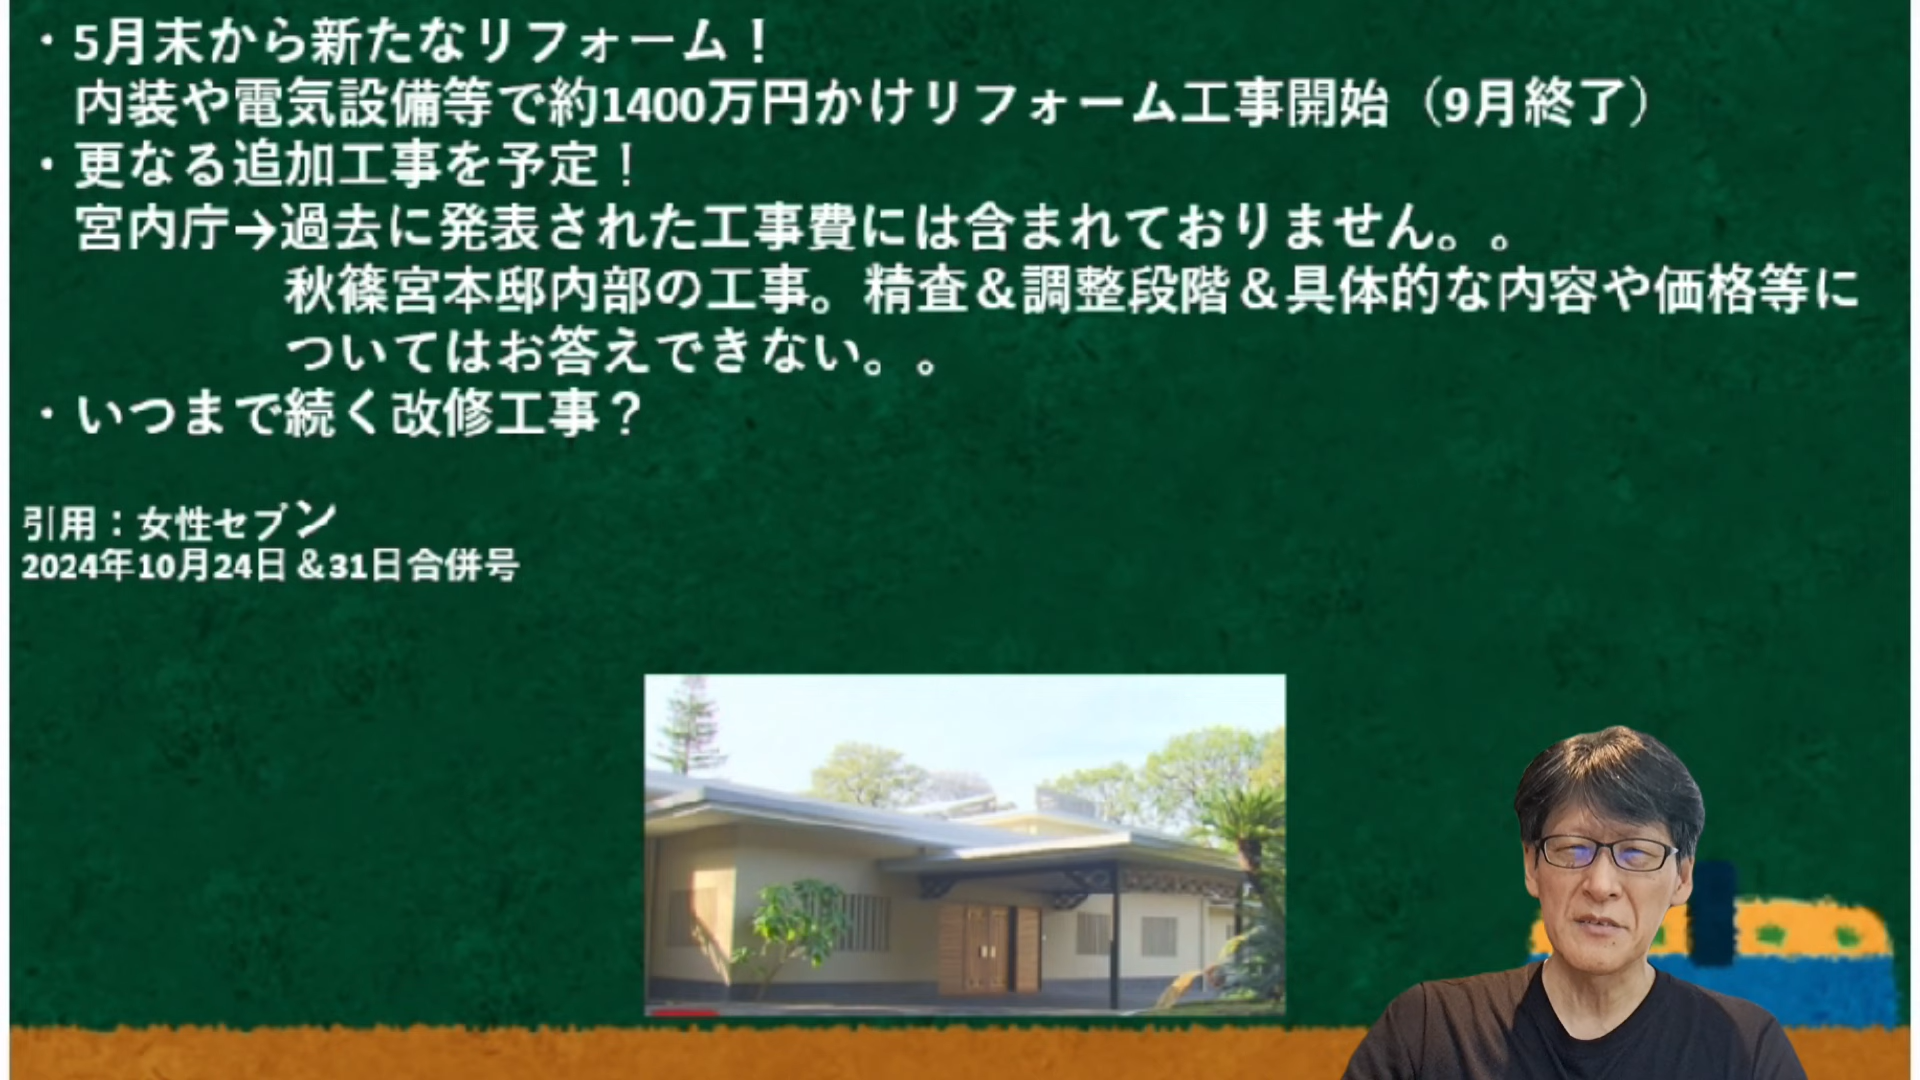 ・5月末から新たなリフォーム！
内装や電気設備等で約1400万円かけリフォーム工事開始（9月終了）
・更なる追加工事を予定！
宮内庁→過去に発表された工事費には含まれておりません。。
秋篠宮本邸内部の工事。精査＆調整段階＆具体的な内容や価格等に
ついてはお答えできない。。
・いつまで続く改修工事？
引用：女性セブン
2024年10月24日＆31日合併号